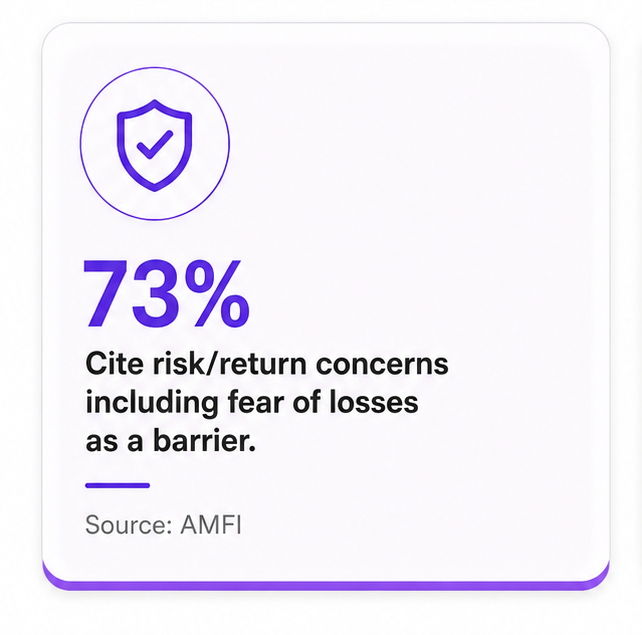 73%
Cite risk/return concerns
including fear of losses
as a barrier.
Source: AMFI